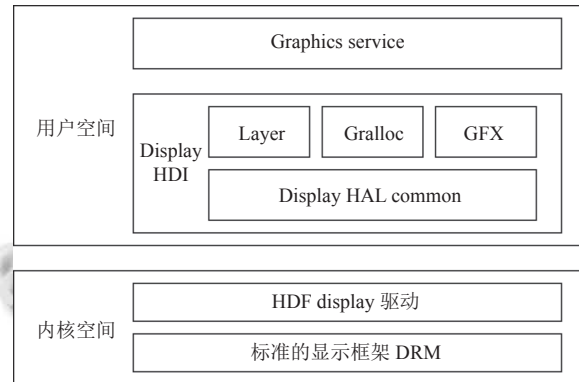 Graphics service
用户空间
Display
HDI
Layer
Gralloc
GFX
Display HAL common
内核空间
HDF display 驱动
标准的显示框架 DRM